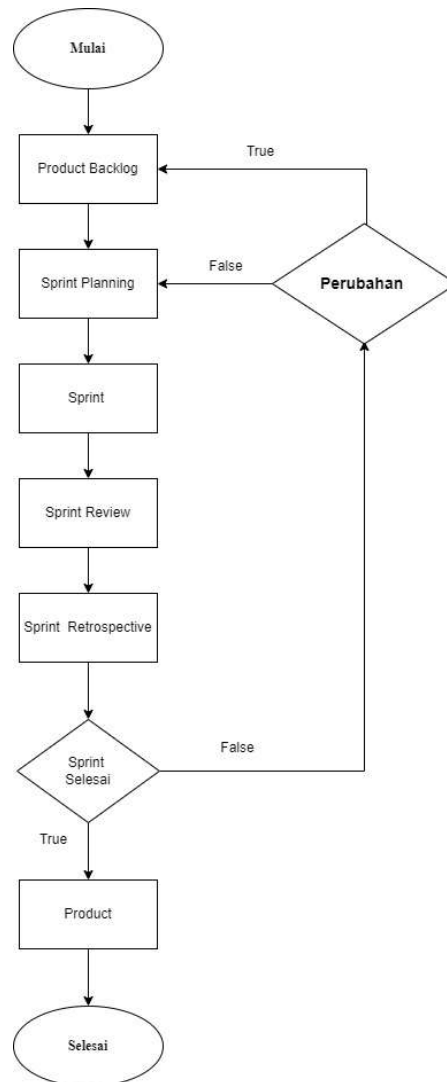 Mulai
True
Product Backlog
False
Sprint Planning
Perubahan
Sprint
Sprint Review
Sprint Retrospective
Sprint
Selesai
False
True
Product
Selesai